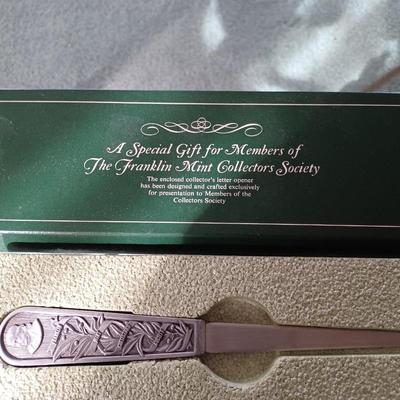 A Special Gift for Members of
The Franklin Mint Collectors Society
The enclosed collector's letter opener
has been designed and crafted exclusively
for presentation to Members of the
Collectors Society